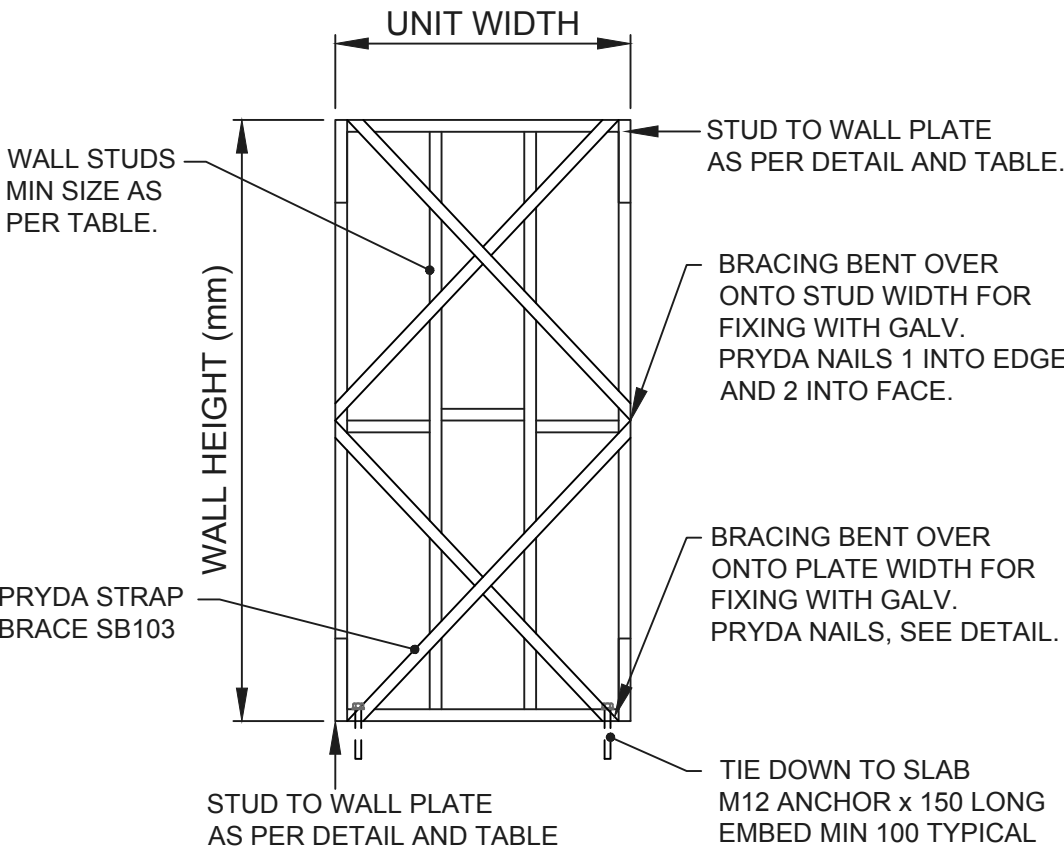 UNIT WIDTH
STUD TO WALL PLATE
AS PER DETAIL AND TABLE.
WALL STUDS
MIN SIZE AS
PER TABLE.
WALL HEIGHT (mm)
BRACING BENT OVER
ONTO STUD WIDTH FOR
FIXING WITH GALV.
PRYDA NAILS 1 INTO EDGE
AND 2 INTO FACE.
BRACING BENT OVER
ONTO PLATE WIDTH FOR
FIXING WITH GALV.
PRYDA NAILS, SEE DETAIL.
PRYDA STRAP
BRACE SB103
STUD TO WALL PLATE
AS PER DETAIL AND TABLE
TIE DOWN TO SLAB
M12 ANCHOR x 150 LONG
EMBED MIN 100 TYPICAL